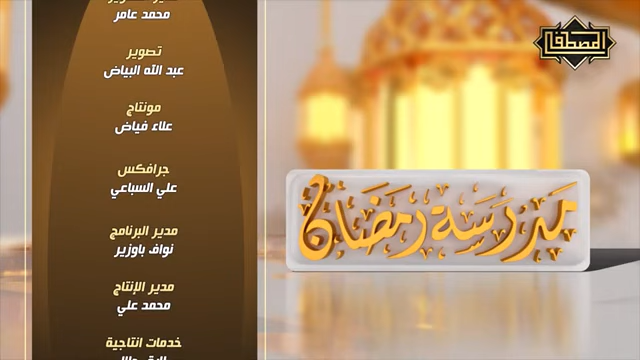 محمد عامر
تصوير
عبد الله البياض
مونتاج
علاء فياض
جرافكس
علي السباعي
مدير البرنامج
نواف باوزير
مدير الإنتاج
محمد علي
خدمات انتاجية
المصطفى
مدرسة رمضان